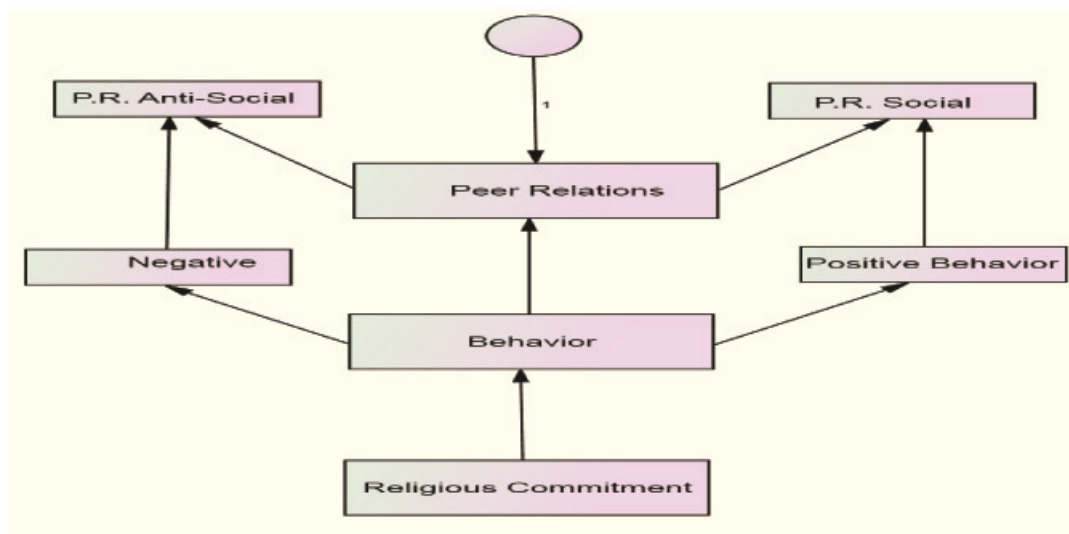 P.R. Anti-Social
P.R. Social
1
Peer Relations
Negative
Positive Behavior
Behavior
Religious Commitment